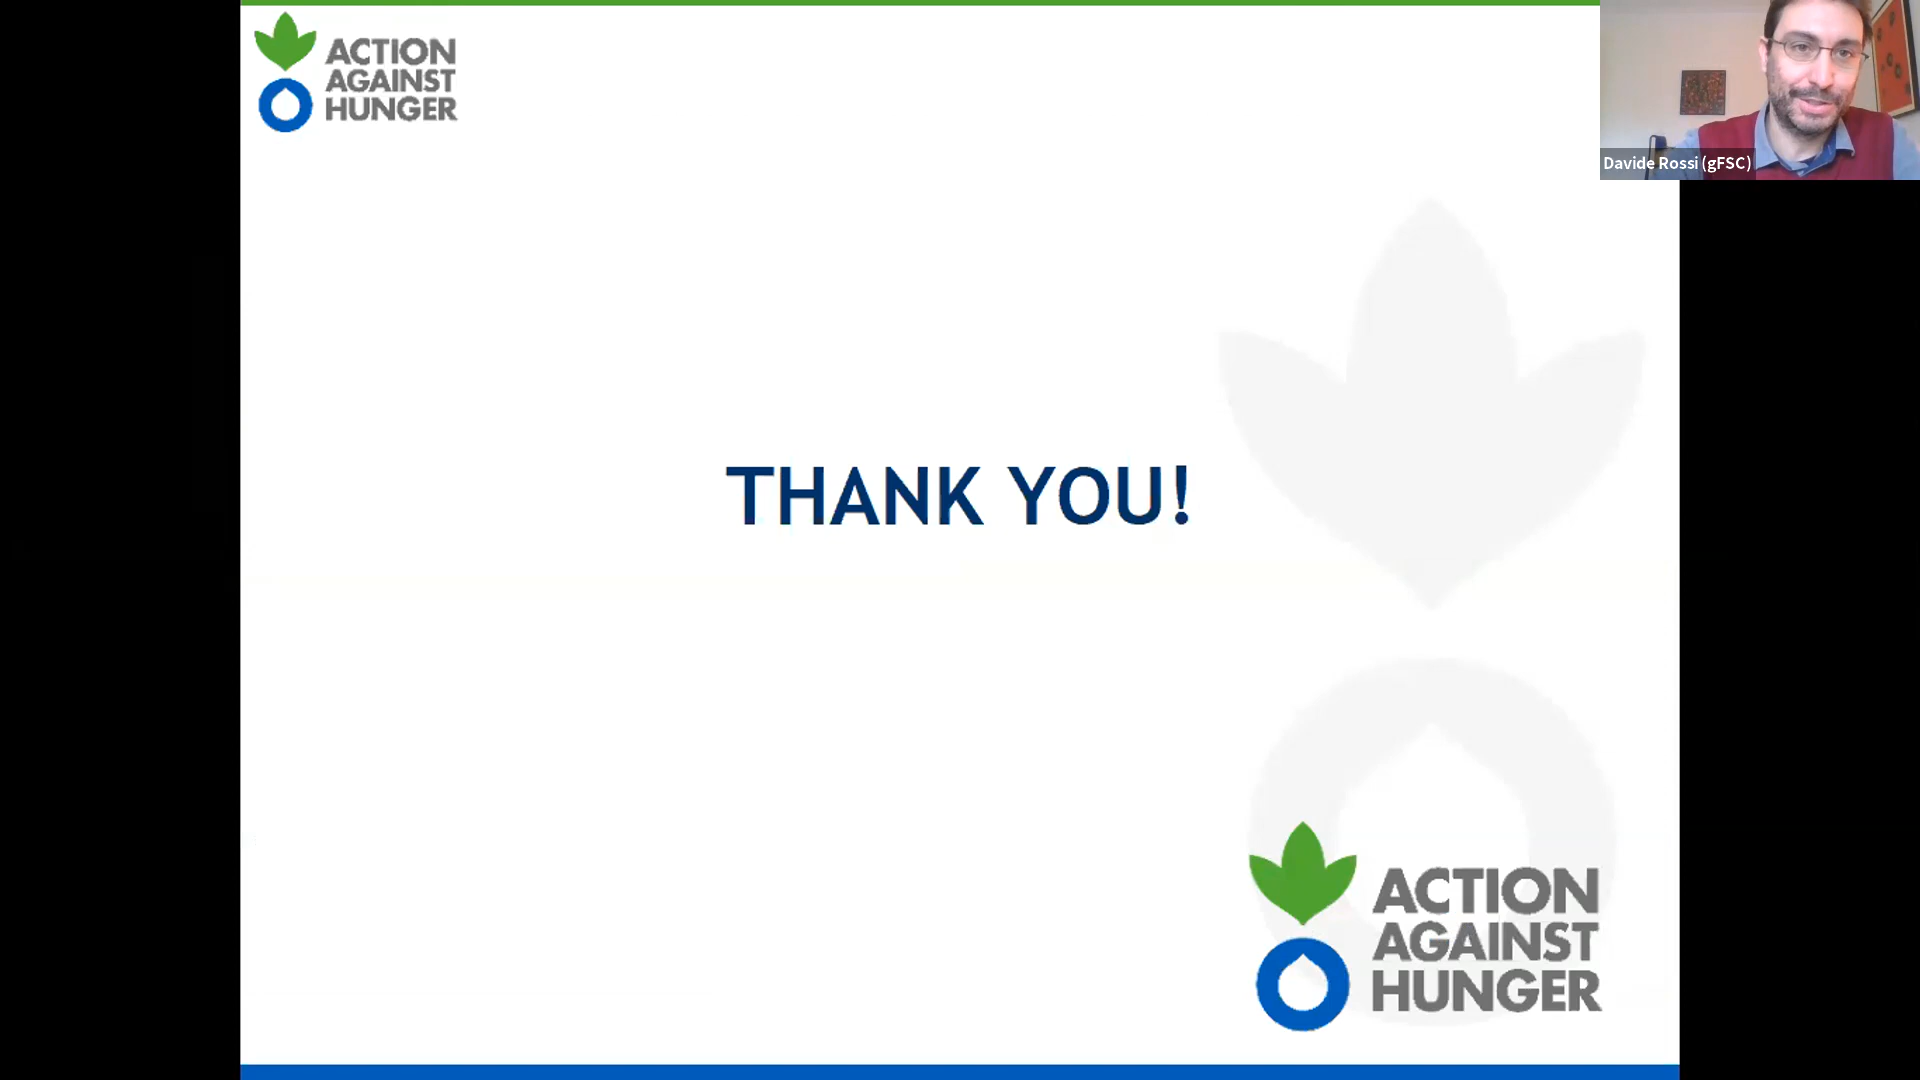 ACTION
AGAINST
HUNGER
Davide Rossi (gFSC)
THANK YOU!
ACTION
AGAINST
HUNGER